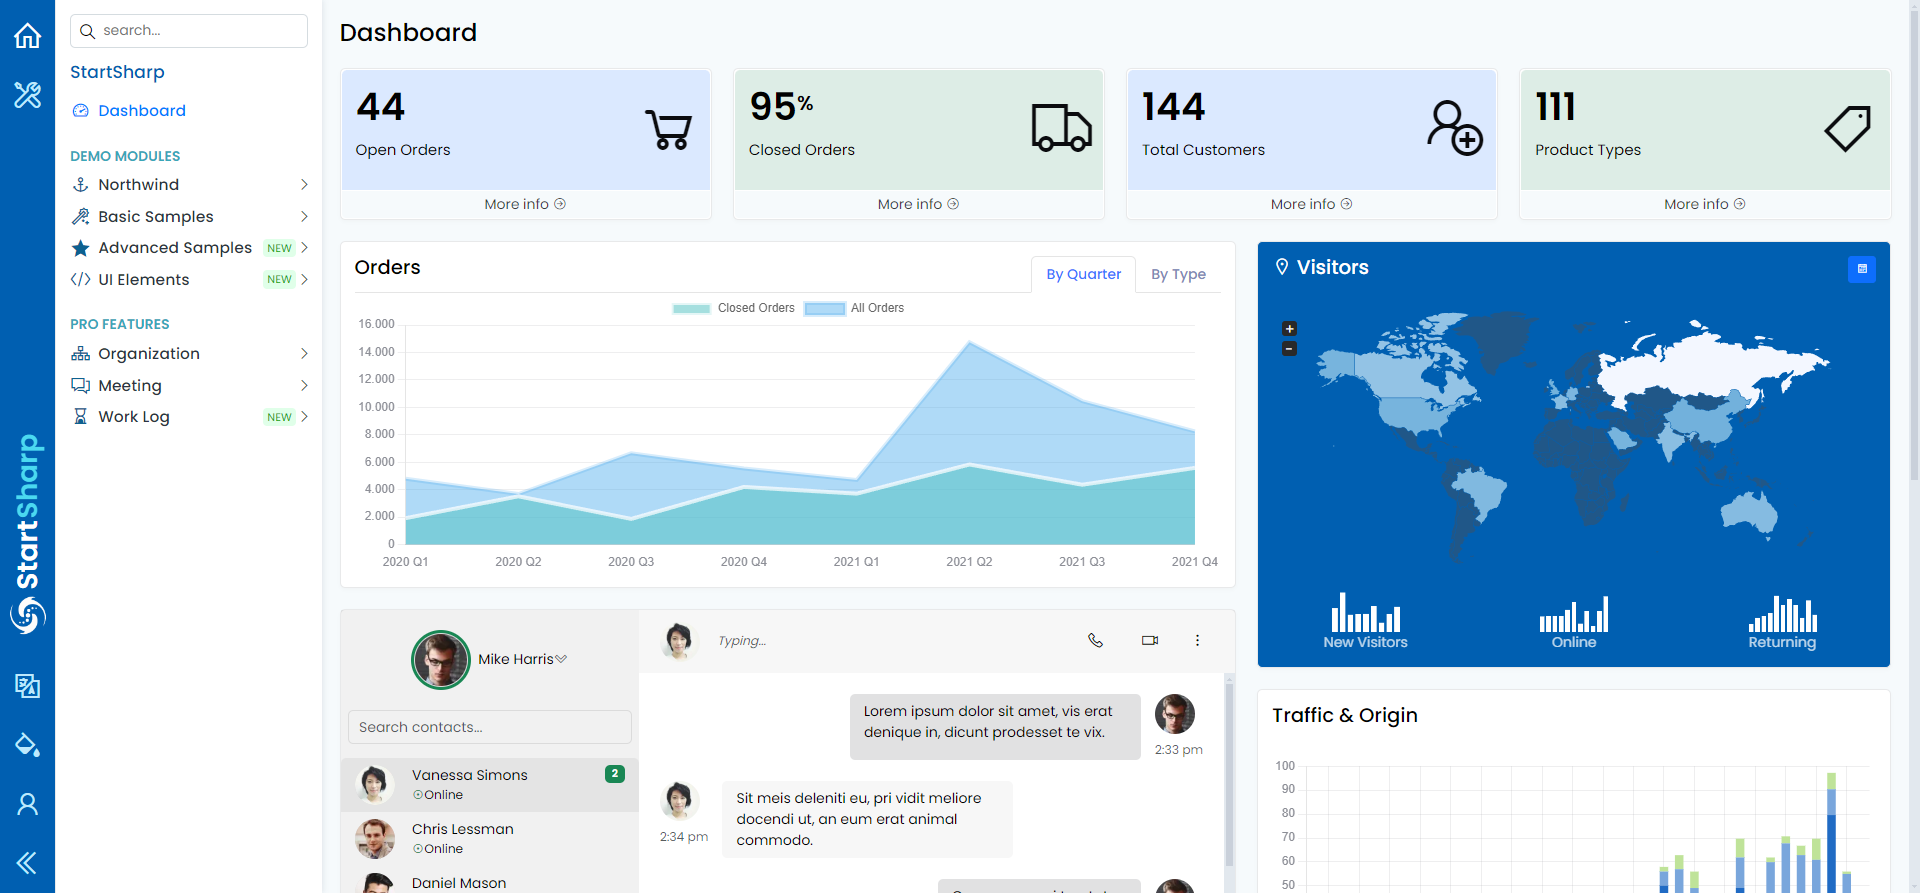 search...
StartSharp
Dashboard
DEMO MODULES
Northwind
Basic Samples
Advanced Samples NEW
UI Elements NEW
PRO FEATURES
Organization
Meeting
Work Log NEW
StartSharp
Dashboard
44
Open Orders
More info
95%
Closed Orders
More info
144
Total Customers
More info
111
Product Types
More info
Orders
By Quarter By Type
Closed Orders All Orders
16.000
14.000
12.000
10.000
8.000
6.000
4.000
2.000
0
2020 Q1 2020 Q2 2020 Q3 2020 Q4 2021 Q1 2021 Q2 2021 Q3 2021 Q4
Visitors
+
-
New Visitors Online Returning
Mike Harris
Search contacts...
Vanessa Simons 2
Online
Chris Lessman
Online
Daniel Mason
Typing...
Lorem ipsum dolor sit amet, vis erat
denique in, dicunt prodesset te vix.
2:33 pm
Sit meis deleniti eu, pri vidit meliore
docendi ut, an eum erat animal
commodo.
2:34 pm
Traffic & Origin
100
90
80
70
60
50